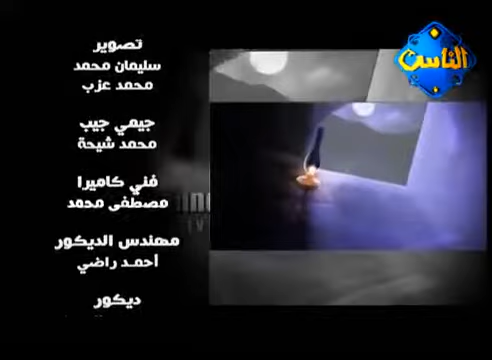 تصوير
سليمان محمد
محمد عزب
جيمي جيب
محمد شيحة
فني كاميرا
مصطفى محمد
مهندس الديكور
أحمد راضي
ديكور
الناس